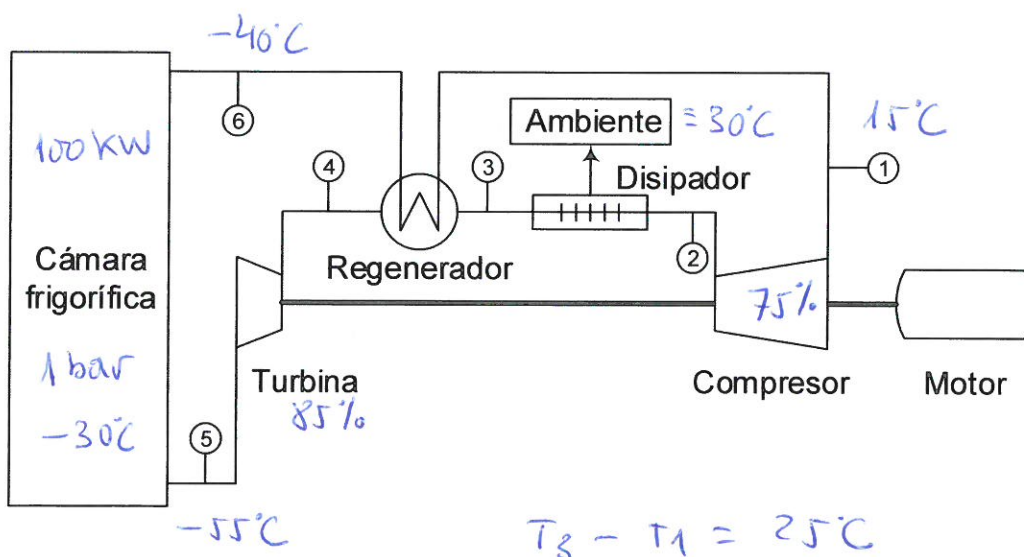 -40°C
6
100 kW
Ambiente = 30°C
15°C
4
3
1
Disipador
2
Cámara
frigorífica
Regenerador
75%
1 bar
-30°C
Turbina
85%
Compresor
Motor
5
-55°C
T3 - T1 = 25°C